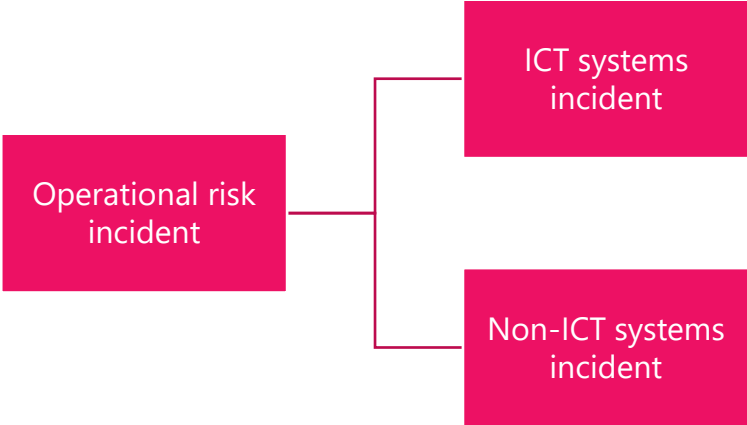 ICT systems
incident
Operational risk
incident
Non-ICT systems
incident